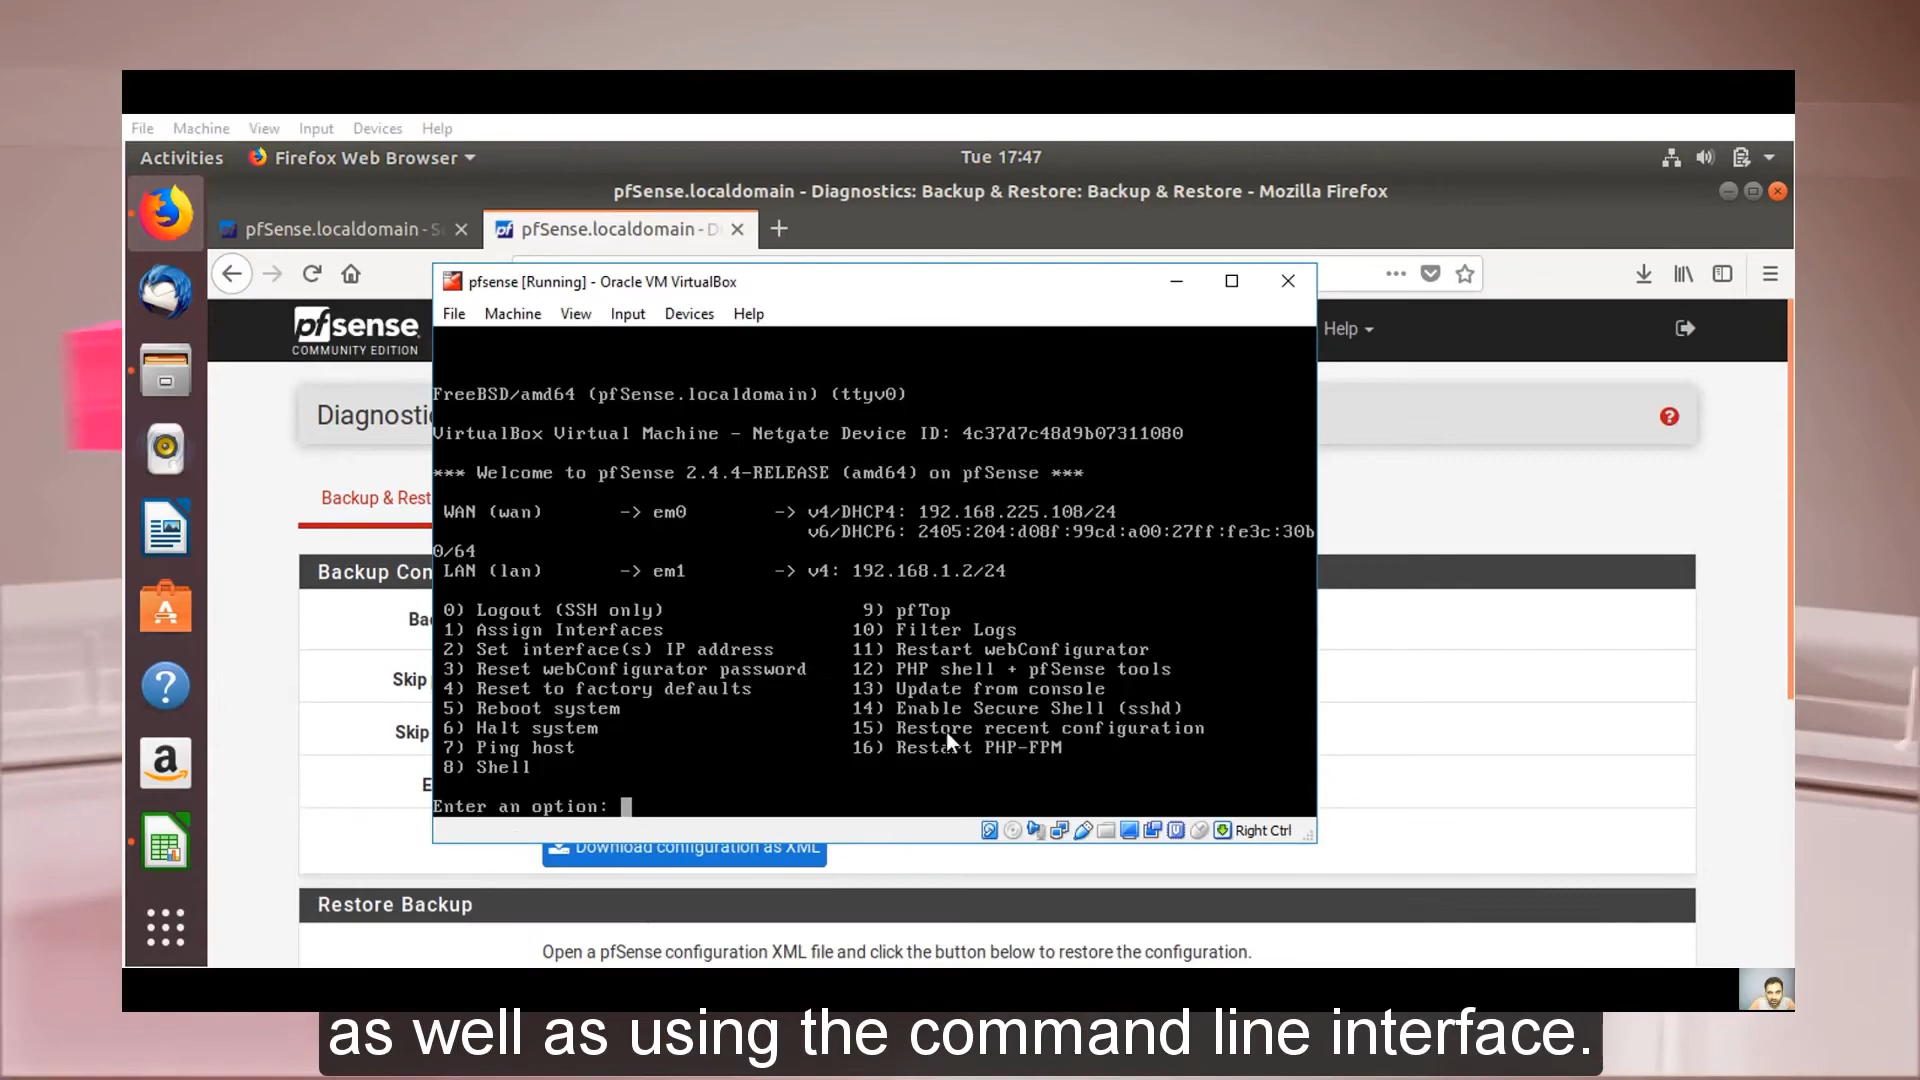 File Machine View Input Devices Help
Activities Firefox Web Browser Tue 17:47
pfSense.localdomain - Diagnostics: Backup & Restore: Backup & Restore - Mozilla Firefox
pfSense.localdomain - S
pf pfSense.localdomain - D
pfsense [Running] - Oracle VM VirtualBox
File Machine View Input Devices Help
pfsense
COMMUNITY EDITION
Help
FreeBSD/amd64 (pfSense.localdomain) (ttyv0)
Diagnostic
VirtualBox Virtual Machine - Netgate Device ID: 4c37d7c48d9b07311080
*** Welcome to pfSense 2.4.4-RELEASE (amd64) on pfSense ***
Backup & Rest
WAN (wan) -> em0 -> v4/DHCP4: 192.168.225.108/24
v6/DHCP6: 2405:204:d08f:99cd:a00:27ff:fe3c:30b
0/64
LAN (lan) -> em1 -> v4: 192.168.1.2/24
Backup Con
0) Logout (SSH only) 9) pfTop
1) Assign Interfaces 10) Filter Logs
2) Set interface(s) IP address 11) Restart webConfigurator
3) Reset webConfigurator password 12) PHP shell + pfSense tools
4) Reset to factory defaults 13) Update from console
5) Reboot system 14) Enable Secure Shell (sshd)
6) Halt system 15) Restore recent configuration
7) Ping host 16) Restart PHP-FPM
8) Shell
Bac
Skip
Skip
E
Enter an option:
Right Ctrl
Download configuration as XML
Restore Backup
Open a pfSense configuration XML file and click the button below to restore the configuration.
as well as using the command line interface.